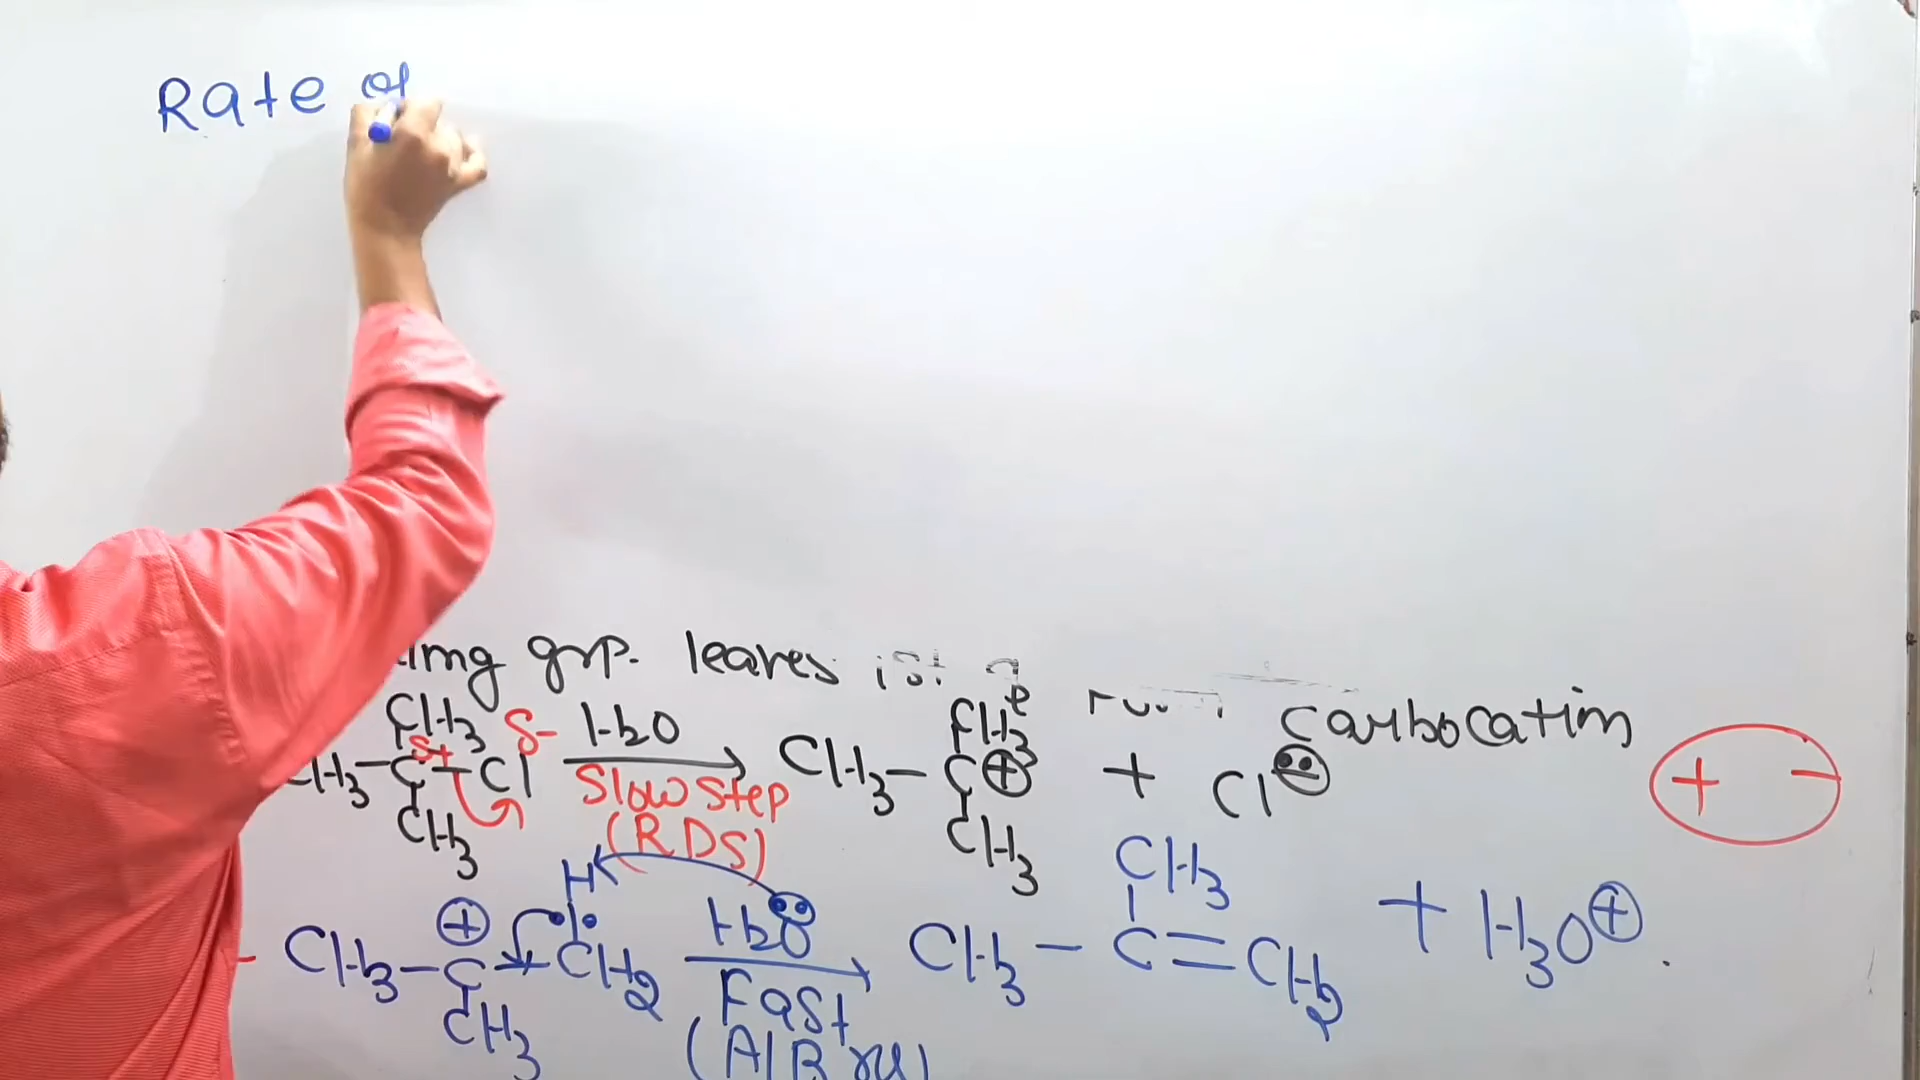 Rate of
grp. leaves
Carbocation
CH3 δ- H2O CH3
CH3-C-Cl → CH3-C⊕ + Cl⊖ + -
δ+ Slow step
CH3 (RDS) CH3
H CH3
⊕ H2O + H3O⊕
CH3-C-CH2 → CH3-C=CH2
CH3 Fast
(A/B